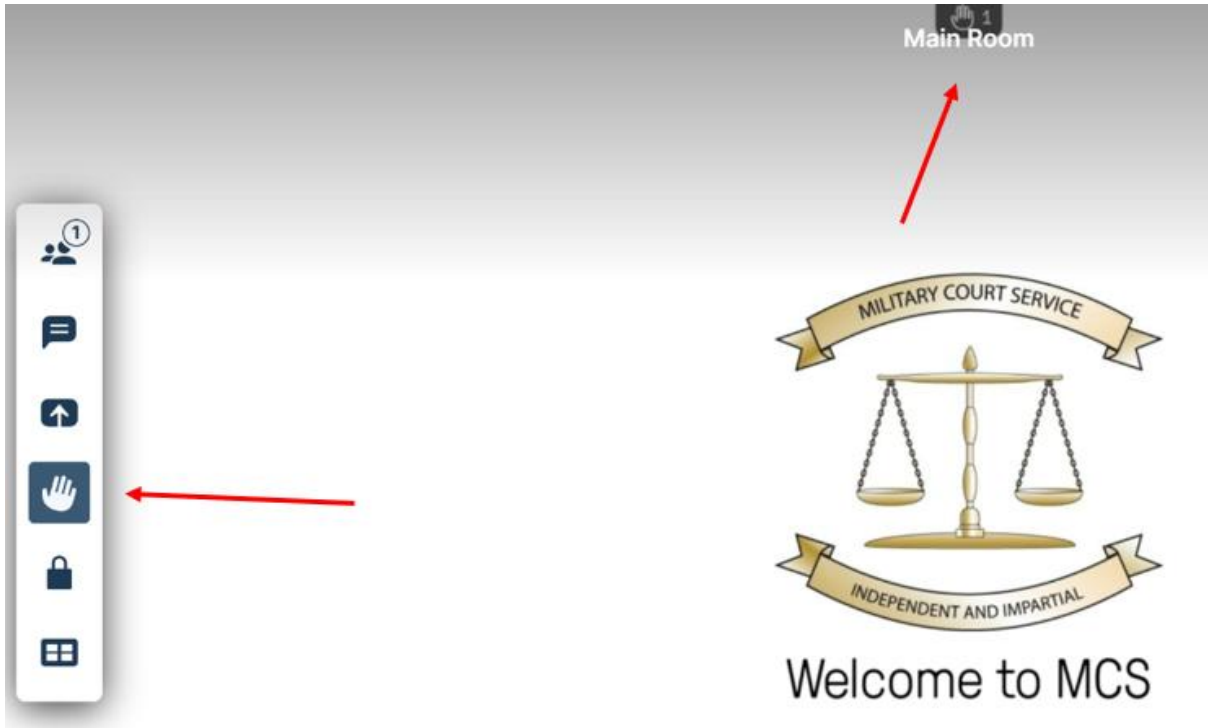 1
Main Room
1
MILITARY COURT SERVICE
INDEPENDENT AND IMPARTIAL
Welcome to MCS